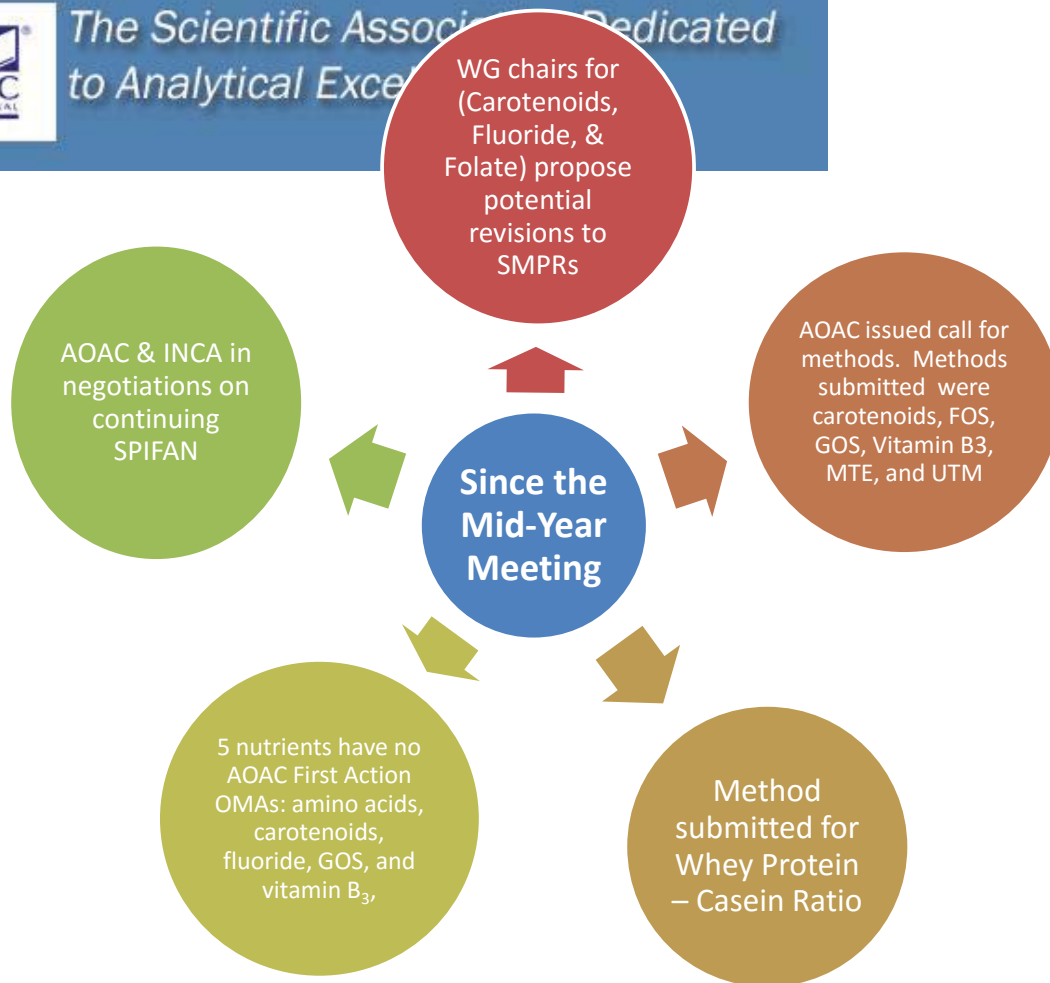 The Scientific Assoc Dedicated
to Analytical Exce
WG chairs for
(Carotenoids,
Fluoride, &
Folate) propose
potential
revisions to
SMPRs
AOAC issued call for
methods. Methods
submitted were
carotenoids, FOS,
GOS, Vitamin B3,
MTE, and UTM
Method
submitted for
Whey Protein
– Casein Ratio
5 nutrients have no
AOAC First Action
OMAs: amino acids,
carotenoids,
fluoride, GOS, and
vitamin B₃,
AOAC & INCA in
negotiations on
continuing
SPIFAN
Since the
Mid-Year
Meeting